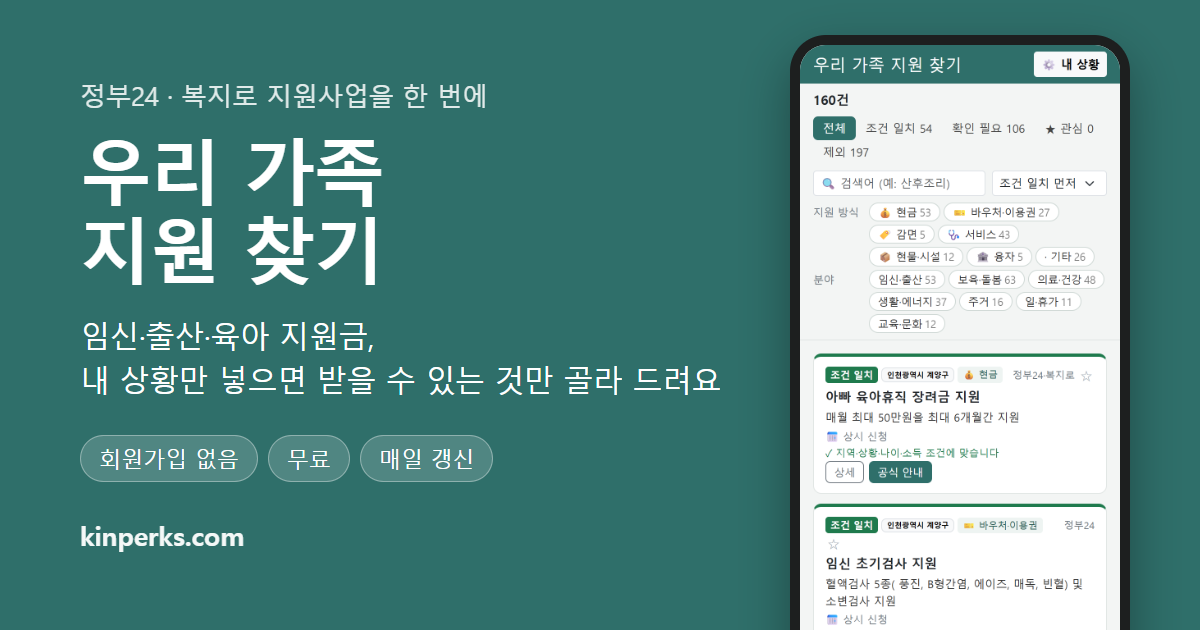 정부24 · 복지로 지원사업을 한 번에
우리 가족
지원 찾기
임신·출산·육아 지원금,
내 상황만 넣으면 받을 수 있는 것만 골라 드려요
회원가입 없음
무료
매일 갱신
kinperks.com
우리 가족 지원 찾기
내 상황
160건
전체 조건 일치 54 확인 필요 106 ★ 관심 0
제외 197
검색어 (예: 산후조리) 조건 일치 먼저
지원 방식 현금 53 바우처·이용권 27
감면 5 서비스 43
현물·시설 12 융자 5 · 기타 26
분야 임신·출산 53 보육·돌봄 63 의료·건강 48
생활·에너지 37 주거 16 일·휴가 11
교육·문화 12
조건 일치 인천광역시 계양구 현금 정부24·복지로 ☆
아빠 육아휴직 장려금 지원
매월 최대 50만원을 최대 6개월간 지원
상시 신청
✓ 지역·상황·나이·소득 조건에 맞습니다
상세 공식 안내
조건 일치 인천광역시 계양구 바우처·이용권 정부24
☆
임신 초기검사 지원
혈액검사 5종( 풍진, B형간염, 에이즈, 매독, 빈혈) 및
소변검사 지원
상시 신청